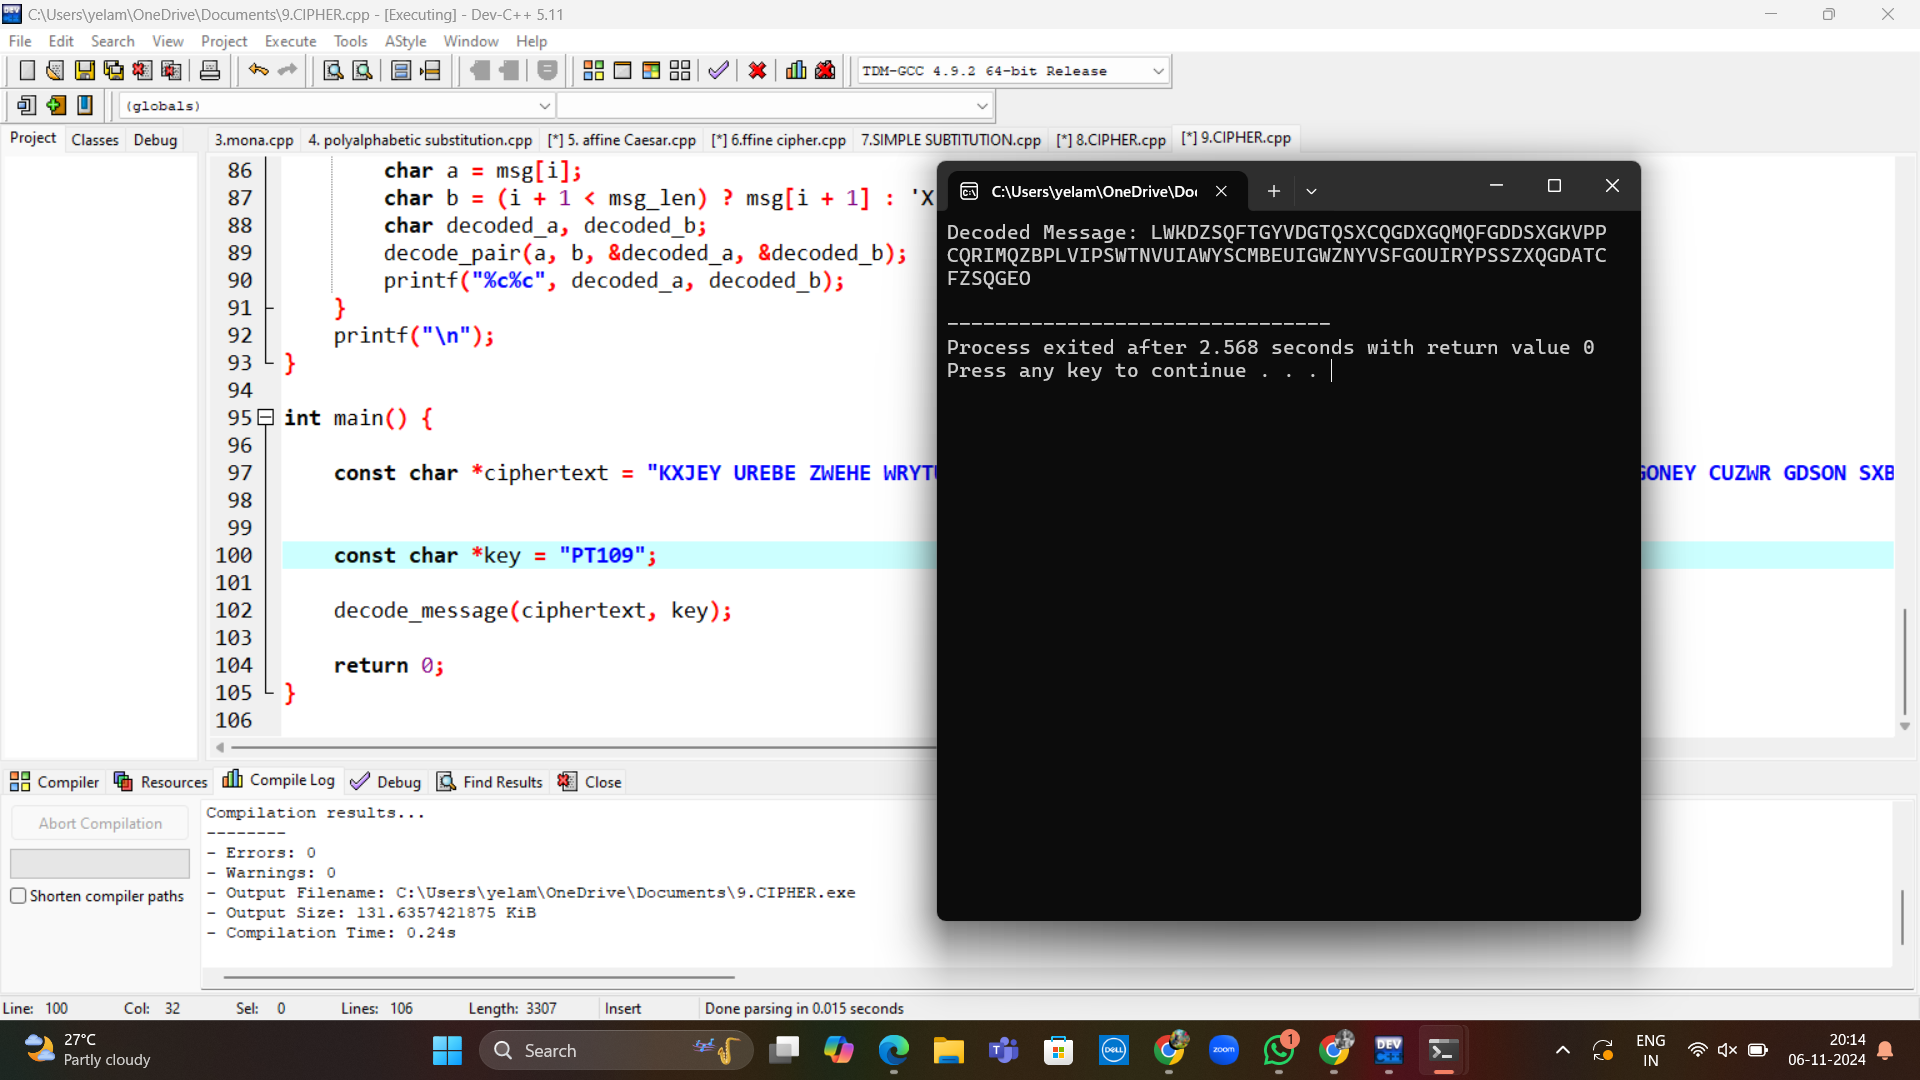 C:\Users\yelam\OneDrive\Documents\9.CIPHER.cpp - [Executing] - Dev-C++ 5.11
File Edit Search View Project Execute Tools AStyle Window Help
TDM-GCC 4.9.2 64-bit Release
(globals)
Project Classes Debug
3.mona.cpp 4. polyalphabetic substitution.cpp [*] 5. affine Caesar.cpp [*] 6.ffine cipher.cpp 7.SIMPLE SUBTITUTION.cpp [*] 8.CIPHER.cpp [*] 9.CIPHER.cpp
86 char a = msg[i];
87 char b = (i + 1 < msg_len) ? msg[i + 1] : 'X
88 char decoded_a, decoded_b;
89 decode_pair(a, b, &decoded_a, &decoded_b);
90 printf("%c%c", decoded_a, decoded_b);
91 }
92 printf("\n");
93 }
94
95 int main() {
96
97 const char *ciphertext = "KXJEY UREBE ZWEHE WRYTU GONEY CUZWR GDSON SXB
98
99
100 const char *key = "PT109";
101
102 decode_message(ciphertext, key);
103
104 return 0;
105 }
106
C:\Users\yelam\OneDrive\Doc
Decoded Message: LWKDZSQFTGYVDGTQSXCQGDXGQMQFGDDSXGKVPP
CQRIMQZBPLVIPSWTNVUIAWYSCMBEUIGWZNYVSFGOUIRYPSSZXQGDATC
FZSQGEO
--------------------------------
Process exited after 2.568 seconds with return value 0
Press any key to continue . . .
Compiler Resources Compile Log Debug Find Results Close
Abort Compilation
Shorten compiler paths
Compilation results...
--------
- Errors: 0
- Warnings: 0
- Output Filename: C:\Users\yelam\OneDrive\Documents\9.CIPHER.exe
- Output Size: 131.6357421875 KiB
- Compilation Time: 0.24s
Line: 100 Col: 32 Sel: 0 Lines: 106 Length: 3307 Insert Done parsing in 0.015 seconds
27°C
Partly cloudy
Search
DELL
zoom
1
DEV
ENG
IN
20:14
06-11-2024